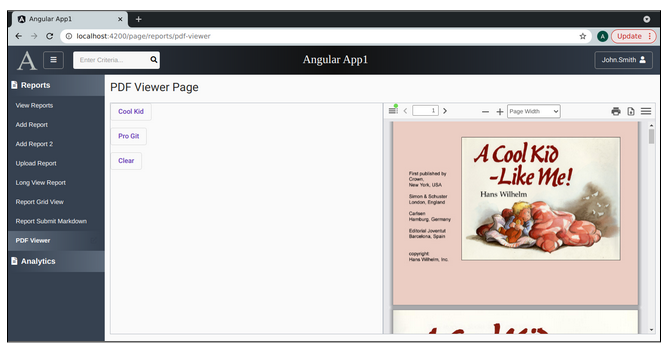 Angular App1
localhost:4200/page/reports/pdf-viewer
A
Update
A
Enter Criteria...
Angular App1
John.Smith
Reports
View Reports
Add Report
Add Report 2
Upload Report
Long View Report
Report Grid View
Report Submit Markdown
PDF Viewer
Analytics
PDF Viewer Page
Cool Kid
Pro Git
Clear
1
Page Width
First published by
Crown,
New York, USA
Simon & Schuster
London, England
Carlsen
Hamburg, Germany
Editorial Joventut
Barcelona, Spain
copyright
Hans Wilhelm, Inc.
A Cool Kid
-Like Me!
Hans Wilhelm